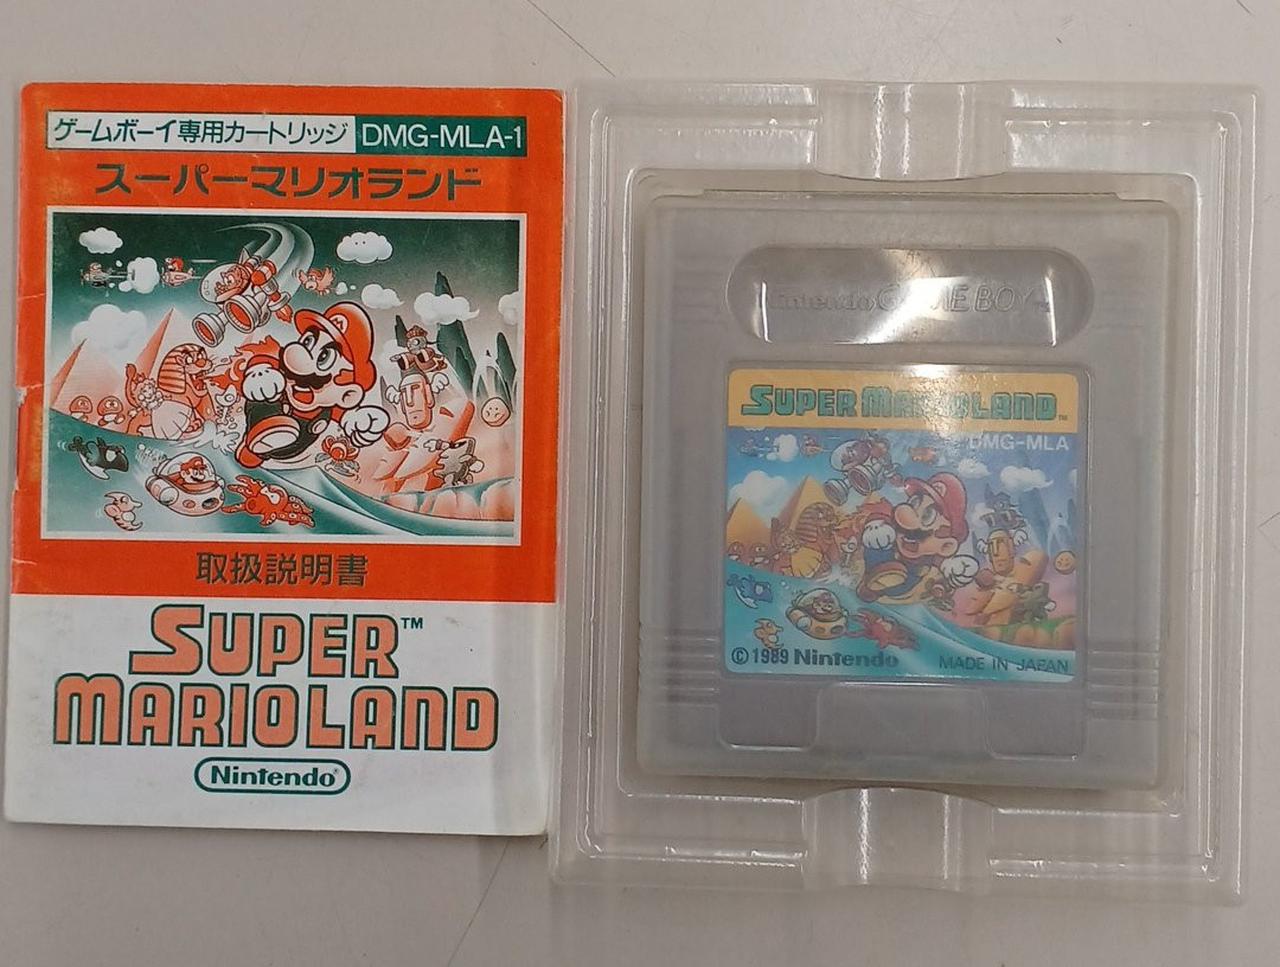 ゲームボーイ専用カートリッジ DMG-MLA-1
スーパーマリオランド
取扱説明書
SUPER™
MARIOLAND
Nintendo®
Nintendo GAME BOY™
SUPER MARIOLAND™
DMG-MLA
©1989 Nintendo MADE IN JAPAN